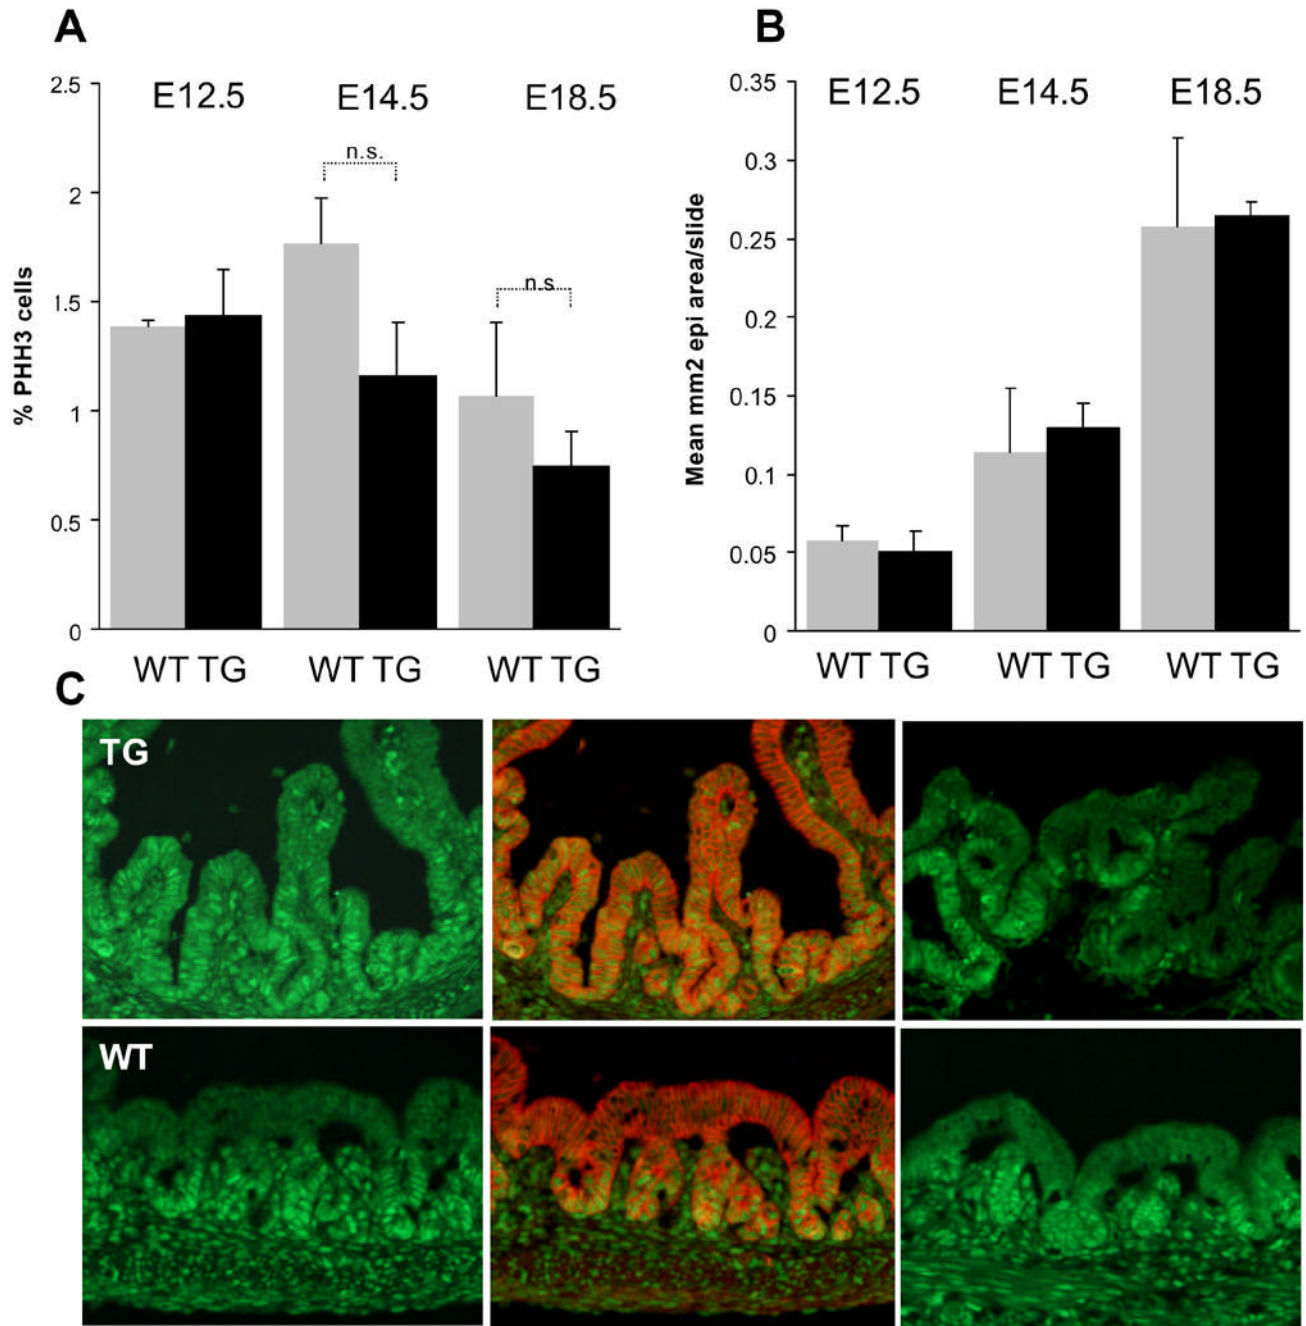 A
B
E12.5 E14.5 E18.5
E12.5 E14.5 E18.5
2.5
2
1.5
1
0.5
0
% PHH3 cells
n.s.
n.s
WT TG WT TG WT TG
0.35
0.3
0.25
0.2
0.15
0.1
0.05
0
Mean mm2 epi area/slide
WT TG WT TG WT TG
C
TG
WT